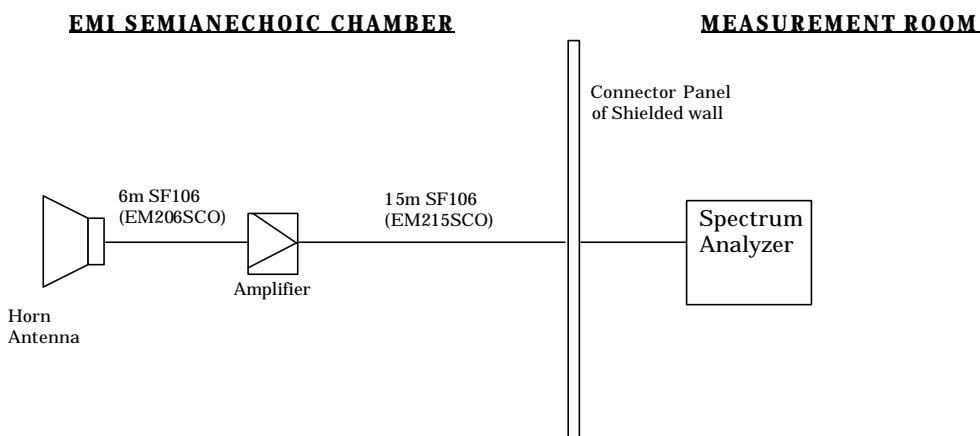 EMI SEMIANECHOIC CHAMBER
MEASUREMENT ROOM
Connector Panel
of Shielded wall
6m SF106
(EM206SCO)
15m SF106
(EM215SCO)
Spectrum
Analyzer
Amplifier
Horn
Antenna